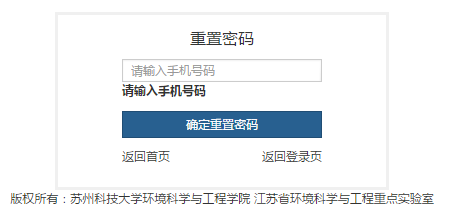 重置密码
请输入手机号码
请输入手机号码
确定重置密码
返回首页 返回登录页
版权所有：苏州科技大学环境科学与工程学院 江苏省环境科学与工程重点实验室